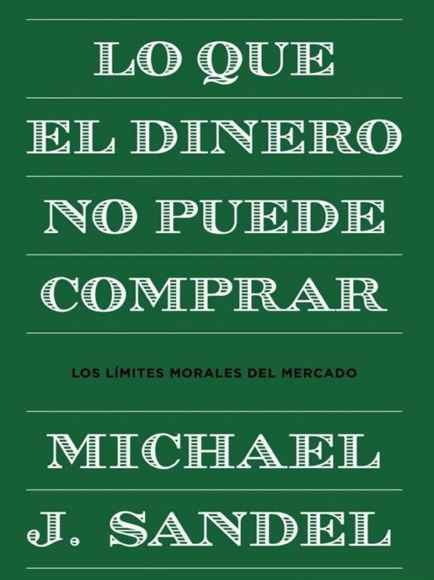 LO QUE
EL DINERO
NO PUEDE
COMPRAR
LOS LÍMITES MORALES DEL MERCADO
MICHAEL
J. SANDEL